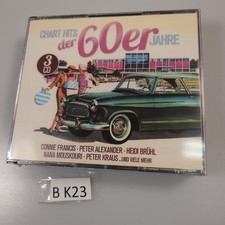 CHART HITS
der 60er JAHRE
3 CD
CONNIE FRANCIS · PETER ALEXANDER · HEIDI BRÜHL
NANA MOUSKOURI · PETER KRAUS ...UND VIELE MEHR
B K23